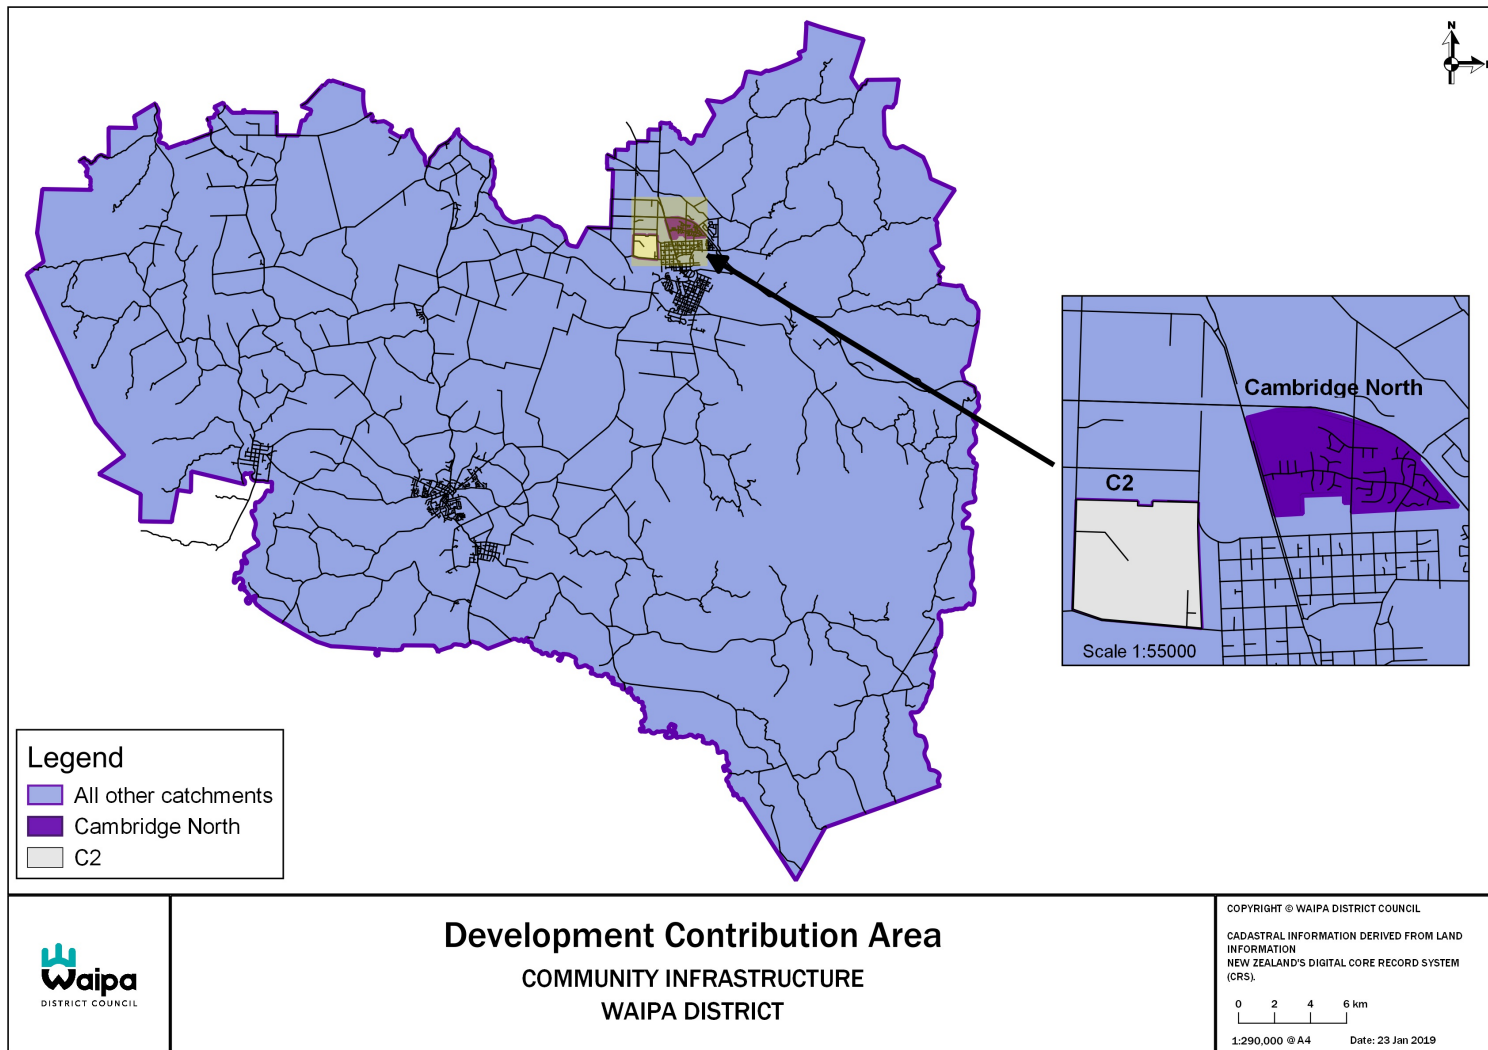 N
E
Cambridge North
C2
Scale 1:55000
Legend
All other catchments
Cambridge North
C2
Waipa
DISTRICT COUNCIL
Development Contribution Area
COMMUNITY INFRASTRUCTURE
WAIPA DISTRICT
COPYRIGHT © WAIPA DISTRICT COUNCIL
CADASTRAL INFORMATION DERIVED FROM LAND
INFORMATION
NEW ZEALAND'S DIGITAL CORE RECORD SYSTEM
(CRS).
0 2 4 6 km
1:290,000 @ A4 Date: 23 Jan 2019